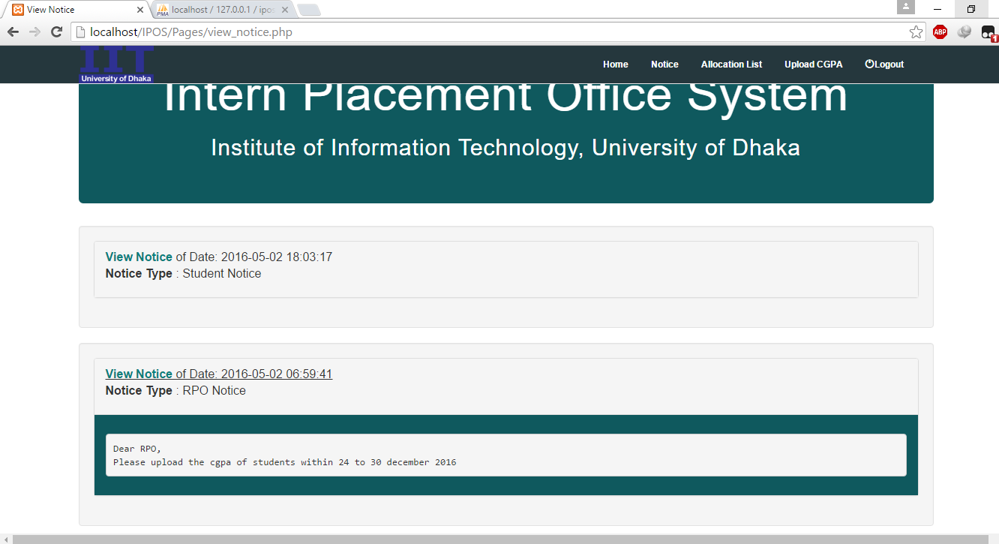 View Notice
localhost / 127.0.0.1 / ipos
localhost/IPOS/Pages/view_notice.php
ABP
1
IIT
University of Dhaka
Home
Notice
Allocation List
Upload CGPA
Logout
Intern Placement Office System
Institute of Information Technology, University of Dhaka
View Notice of Date: 2016-05-02 18:03:17
Notice Type : Student Notice
View Notice of Date: 2016-05-02 06:59:41
Notice Type : RPO Notice
Dear RPO,
Please upload the cgpa of students within 24 to 30 december 2016